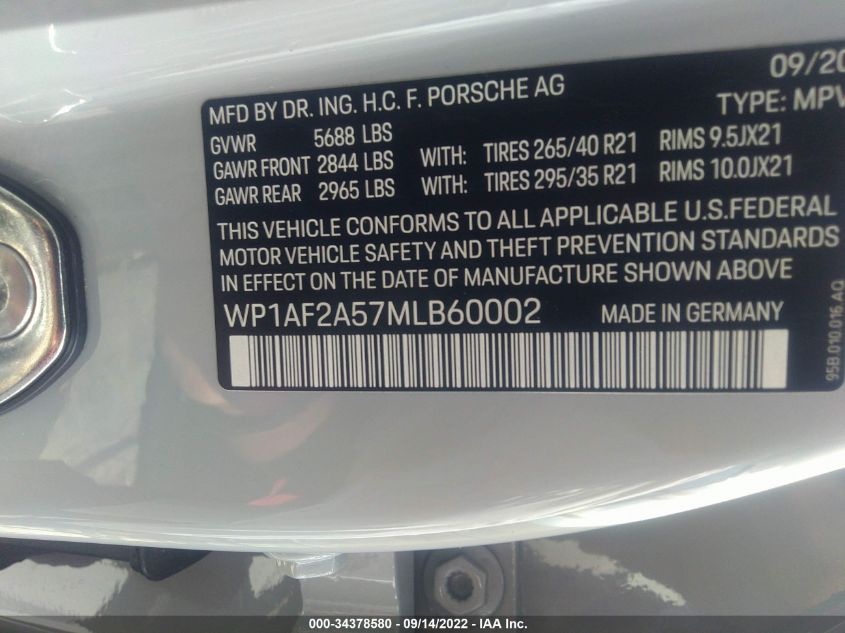 09/20
MFD BY DR. ING. H.C. F. PORSCHE AG TYPE: MPV
GVWR 5688 LBS
GAWR FRONT 2844 LBS WITH: TIRES 265/40 R21 RIMS 9.5JX21
GAWR REAR 2965 LBS WITH: TIRES 295/35 R21 RIMS 10.0JX21
THIS VEHICLE CONFORMS TO ALL APPLICABLE U.S.FEDERAL
MOTOR VEHICLE SAFETY AND THEFT PREVENTION STANDARDS
IN EFFECT ON THE DATE OF MANUFACTURE SHOWN ABOVE
WP1AF2A57MLB60002 MADE IN GERMANY
95B 010 016 AQ
000-34378580 - 09/14/2022 - IAA Inc.